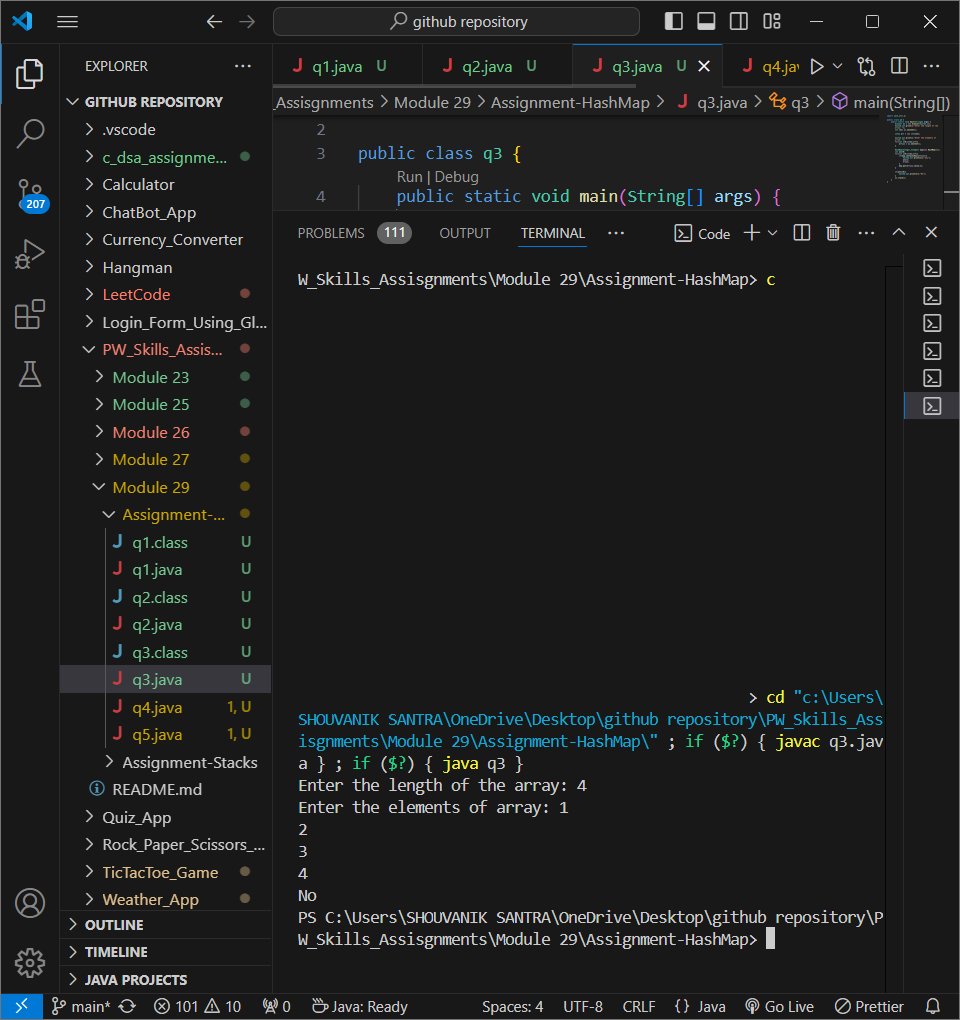 github repository
EXPLORER
GITHUB REPOSITORY
.vscode
c_dsa_assignme...
Calculator
ChatBot_App
Currency_Converter
Hangman
LeetCode
Login_Form_Using_Gl...
PW_Skills_Assis...
Module 23
Module 25
Module 26
Module 27
Module 29
Assignment-...
q1.class U
q1.java U
q2.class U
q2.java U
q3.class U
q3.java U
q4.java 1, U
q5.java 1, U
Assignment-Stacks
README.md
Quiz_App
Rock_Paper_Scissors_...
TicTacToe_Game
Weather_App
OUTLINE
TIMELINE
JAVA PROJECTS
207
q1.java U q2.java U q3.java U q4.jav
_Assisgnments > Module 29 > Assignment-HashMap > q3.java > q3 > main(String[])
2
3 public class q3 {
Run | Debug
4 public static void main(String[] args) {
PROBLEMS 111 OUTPUT TERMINAL ... Code
W_Skills_Assisgnments\Module 29\Assignment-HashMap> c
> cd "c:\Users\
SHOUVANIK SANTRA\OneDrive\Desktop\github repository\PW_Skills_Ass
isgnments\Module 29\Assignment-HashMap\" ; if ($?) { javac q3.jav
a } ; if ($?) { java q3 }
Enter the length of the array: 4
Enter the elements of array: 1
2
3
4
No
PS C:\Users\SHOUVANIK SANTRA\OneDrive\Desktop\github repository\P
W_Skills_Assisgnments\Module 29\Assignment-HashMap>
main* 101 10 0 Java: Ready Spaces: 4 UTF-8 CRLF {} Java Go Live Prettier